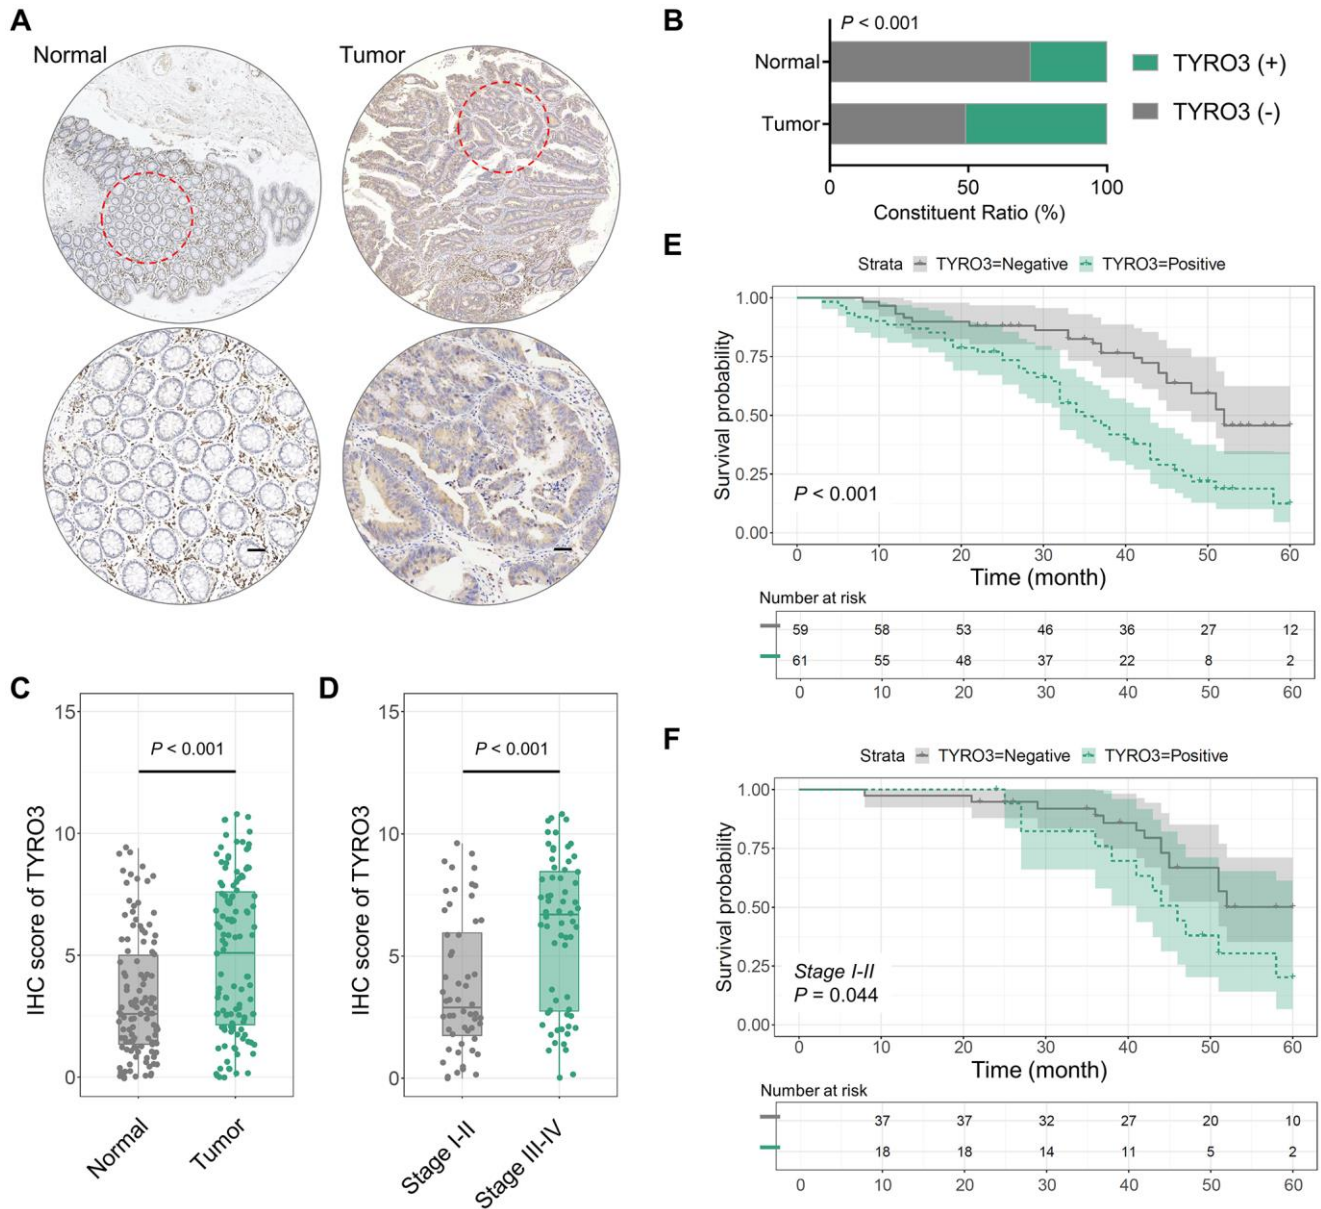 A
Normal
Tumor
B
P < 0.001
Normal
Tumor
0
50
100
Constituent Ratio (%)
TYRO3 (+)
TYRO3 (-)
C
IHC score of TYRO3
15
10
5
0
P < 0.001
Normal
Tumor
D
IHC score of TYRO3
15
10
5
0
P < 0.001
Stage I-II
Stage III-IV
E
Strata TYRO3=Negative TYRO3=Positive
Survival probability
1.00
0.75
0.50
0.25
0.00
P < 0.001
0 10 20 30 40 50 60
Time (month)
Number at risk
59 58 53 46 36 27 12
61 55 48 37 22 8 2
0 10 20 30 40 50 60
F
Strata TYRO3=Negative TYRO3=Positive
Survival probability
1.00
0.75
0.50
0.25
0.00
Stage I-II
P = 0.044
0 10 20 30 40 50 60
Time (month)
Number at risk
37 37 32 27 20 10
18 18 14 11 5 2
0 10 20 30 40 50 60